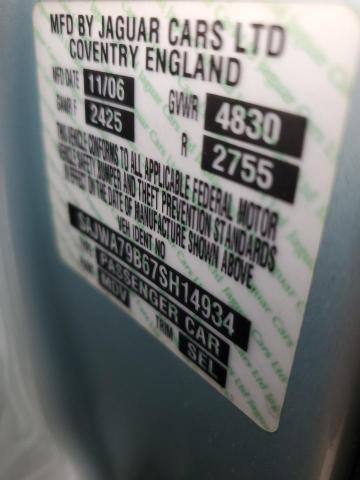 MFD BY JAGUAR CARS LTD
COVENTRY ENGLAND
MFD DATE 11/06 GVWR 4830
GAWR F 2425 R 2755
THIS VEHICLE CONFORMS TO ALL APPLICABLE FEDERAL MOTOR
VEHICLE SAFETY, BUMPER AND THEFT PREVENTION STANDARDS
IN EFFECT ON DATE OF MANUFACTURE SHOWN ABOVE.
VEH IDENT NO
SAJWA79B67SH14934
PASSENGER CAR
TRIM SEL